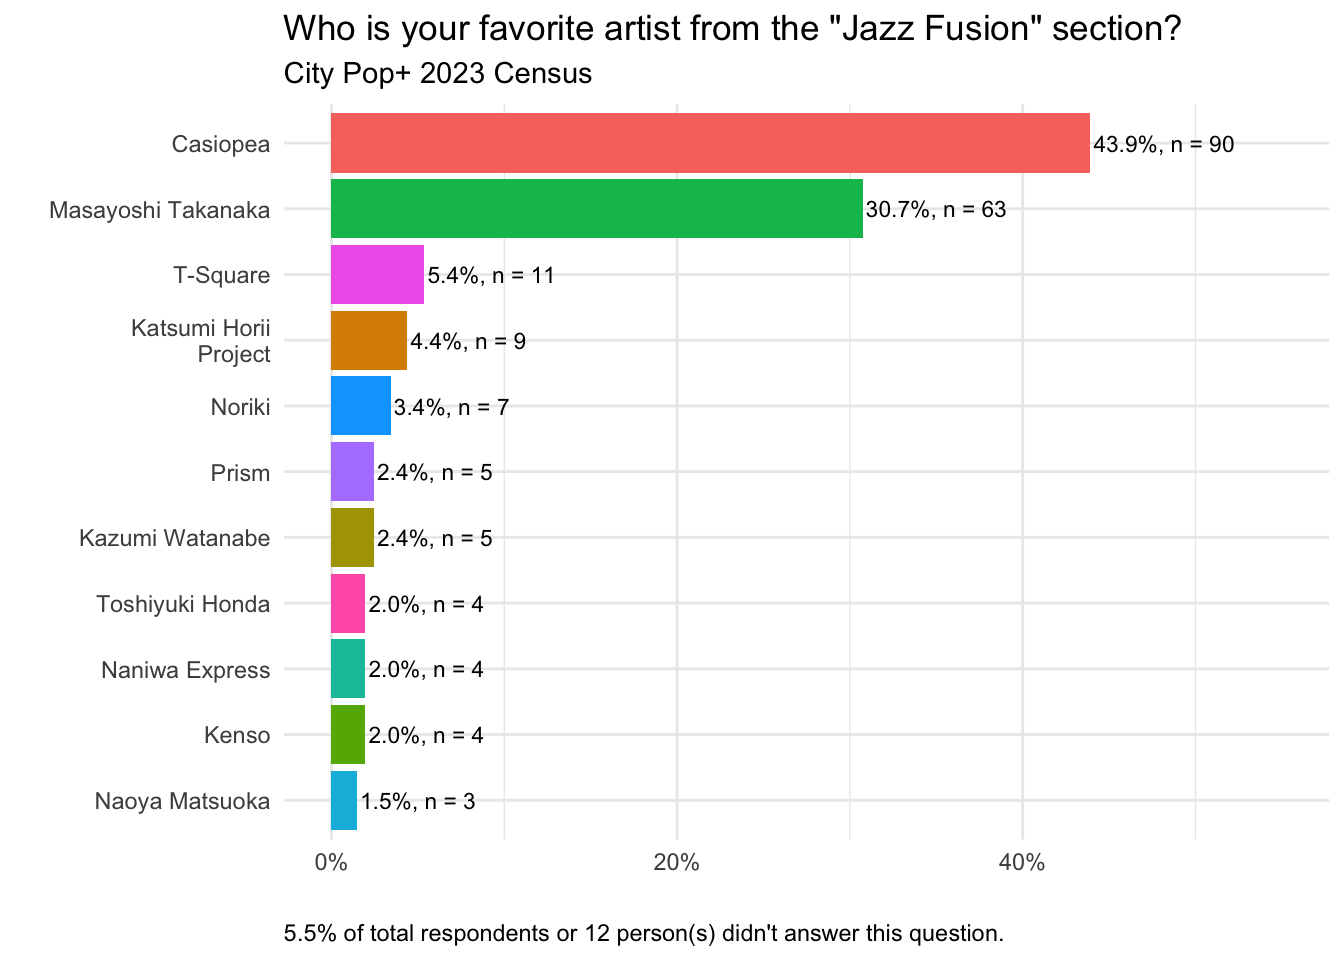 Who is your favorite artist from the "Jazz Fusion" section?
City Pop+ 2023 Census
Casiopea
43.9%, n = 90
Masayoshi Takanaka
30.7%, n = 63
T-Square
5.4%, n = 11
Katsumi Horii
Project
4.4%, n = 9
Noriki
3.4%, n = 7
Prism
2.4%, n = 5
Kazumi Watanabe
2.4%, n = 5
Toshiyuki Honda
2.0%, n = 4
Naniwa Express
2.0%, n = 4
Kenso
2.0%, n = 4
Naoya Matsuoka
1.5%, n = 3
0%
20%
40%
5.5% of total respondents or 12 person(s) didn't answer this question.